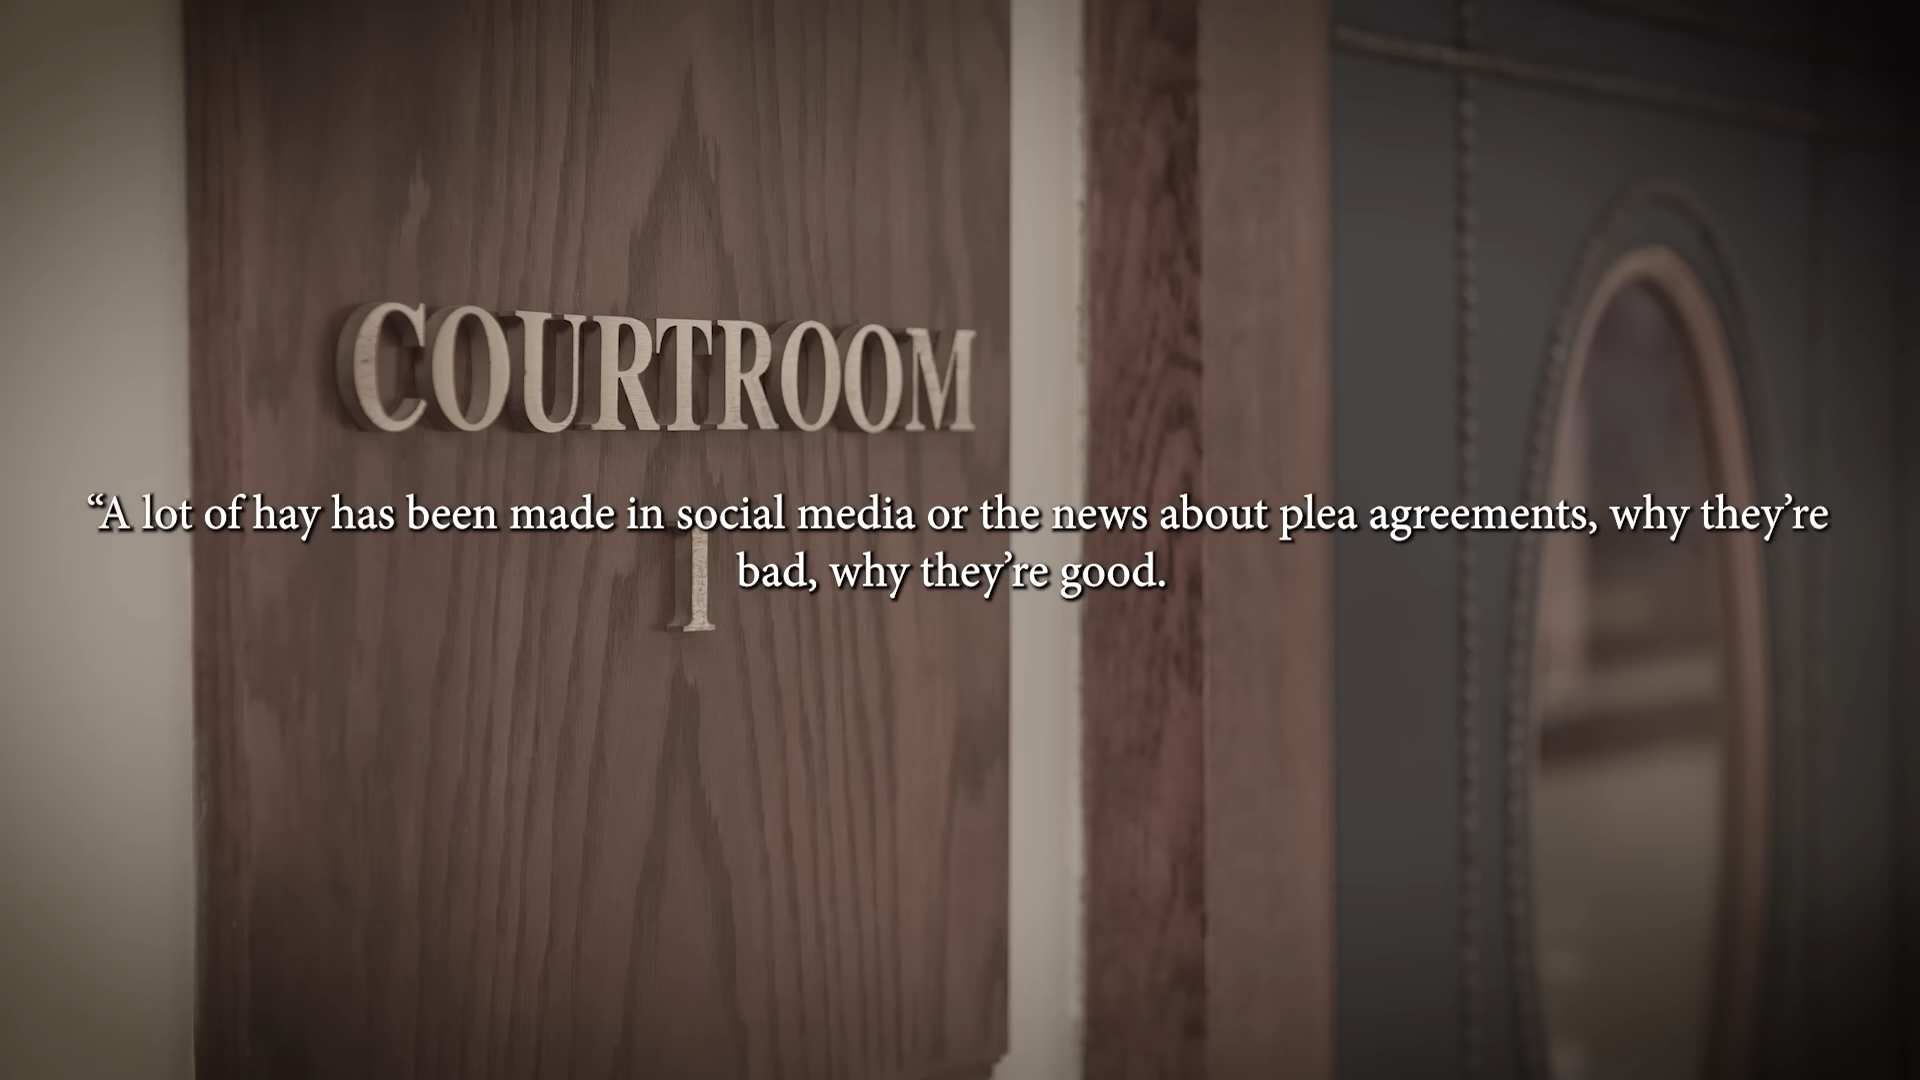 COURTROOM
1
“A lot of hay has been made in social media or the news about plea agreements, why they’re
bad, why they’re good.